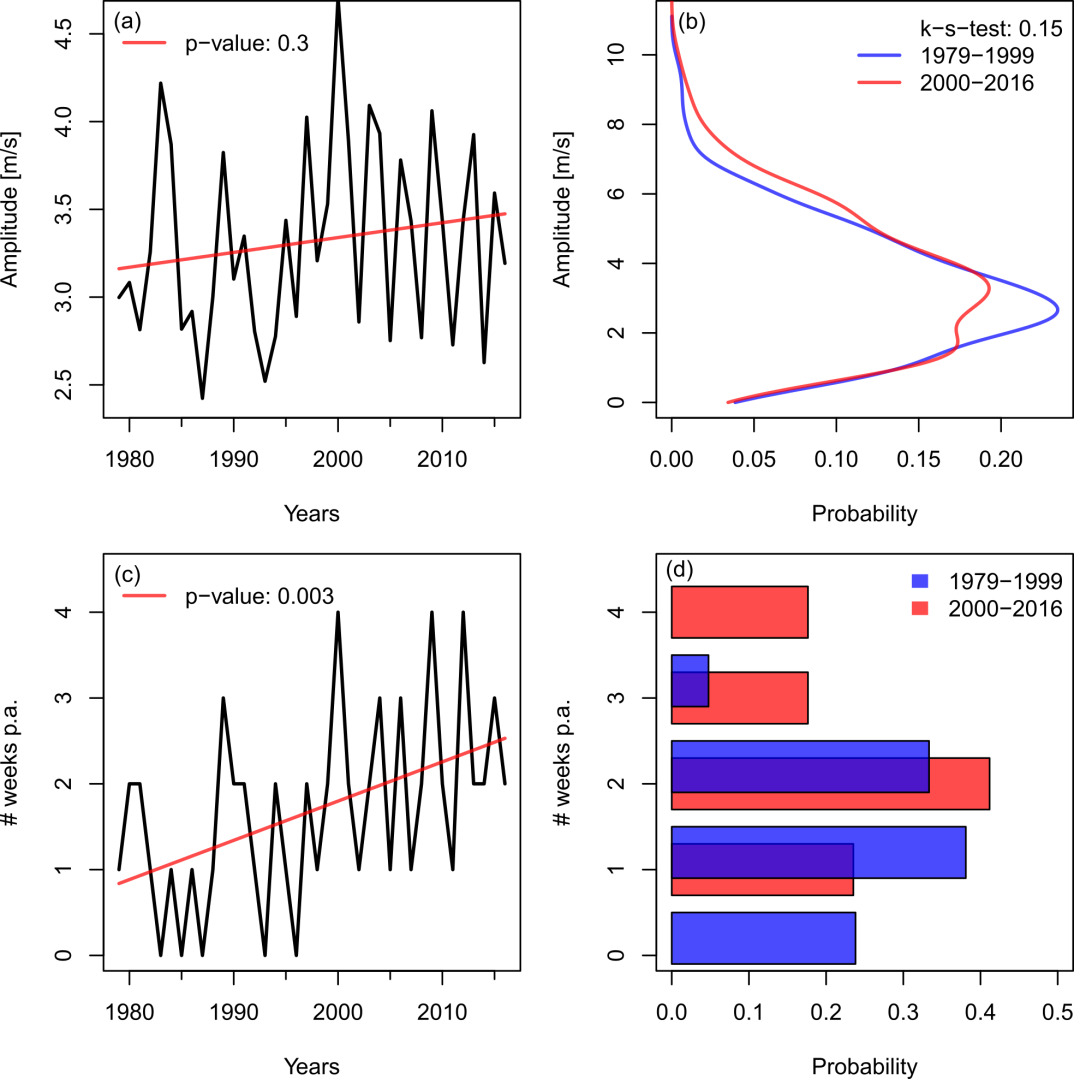 (a)
p−value: 0.3
Amplitude [m/s]
4.5
4.0
3.5
3.0
2.5
1980 1990 2000 2010
Years
(b)
k−s−test: 0.15
1979−1999
2000−2016
Amplitude [m/s]
10
8
6
4
2
0
0.00 0.05 0.10 0.15 0.20
Probability
(c)
p−value: 0.003
# weeks p.a.
4
3
2
1
0
1980 1990 2000 2010
Years
(d)
1979−1999
2000−2016
# weeks p.a.
4
3
2
1
0
0.0 0.1 0.2 0.3 0.4 0.5
Probability